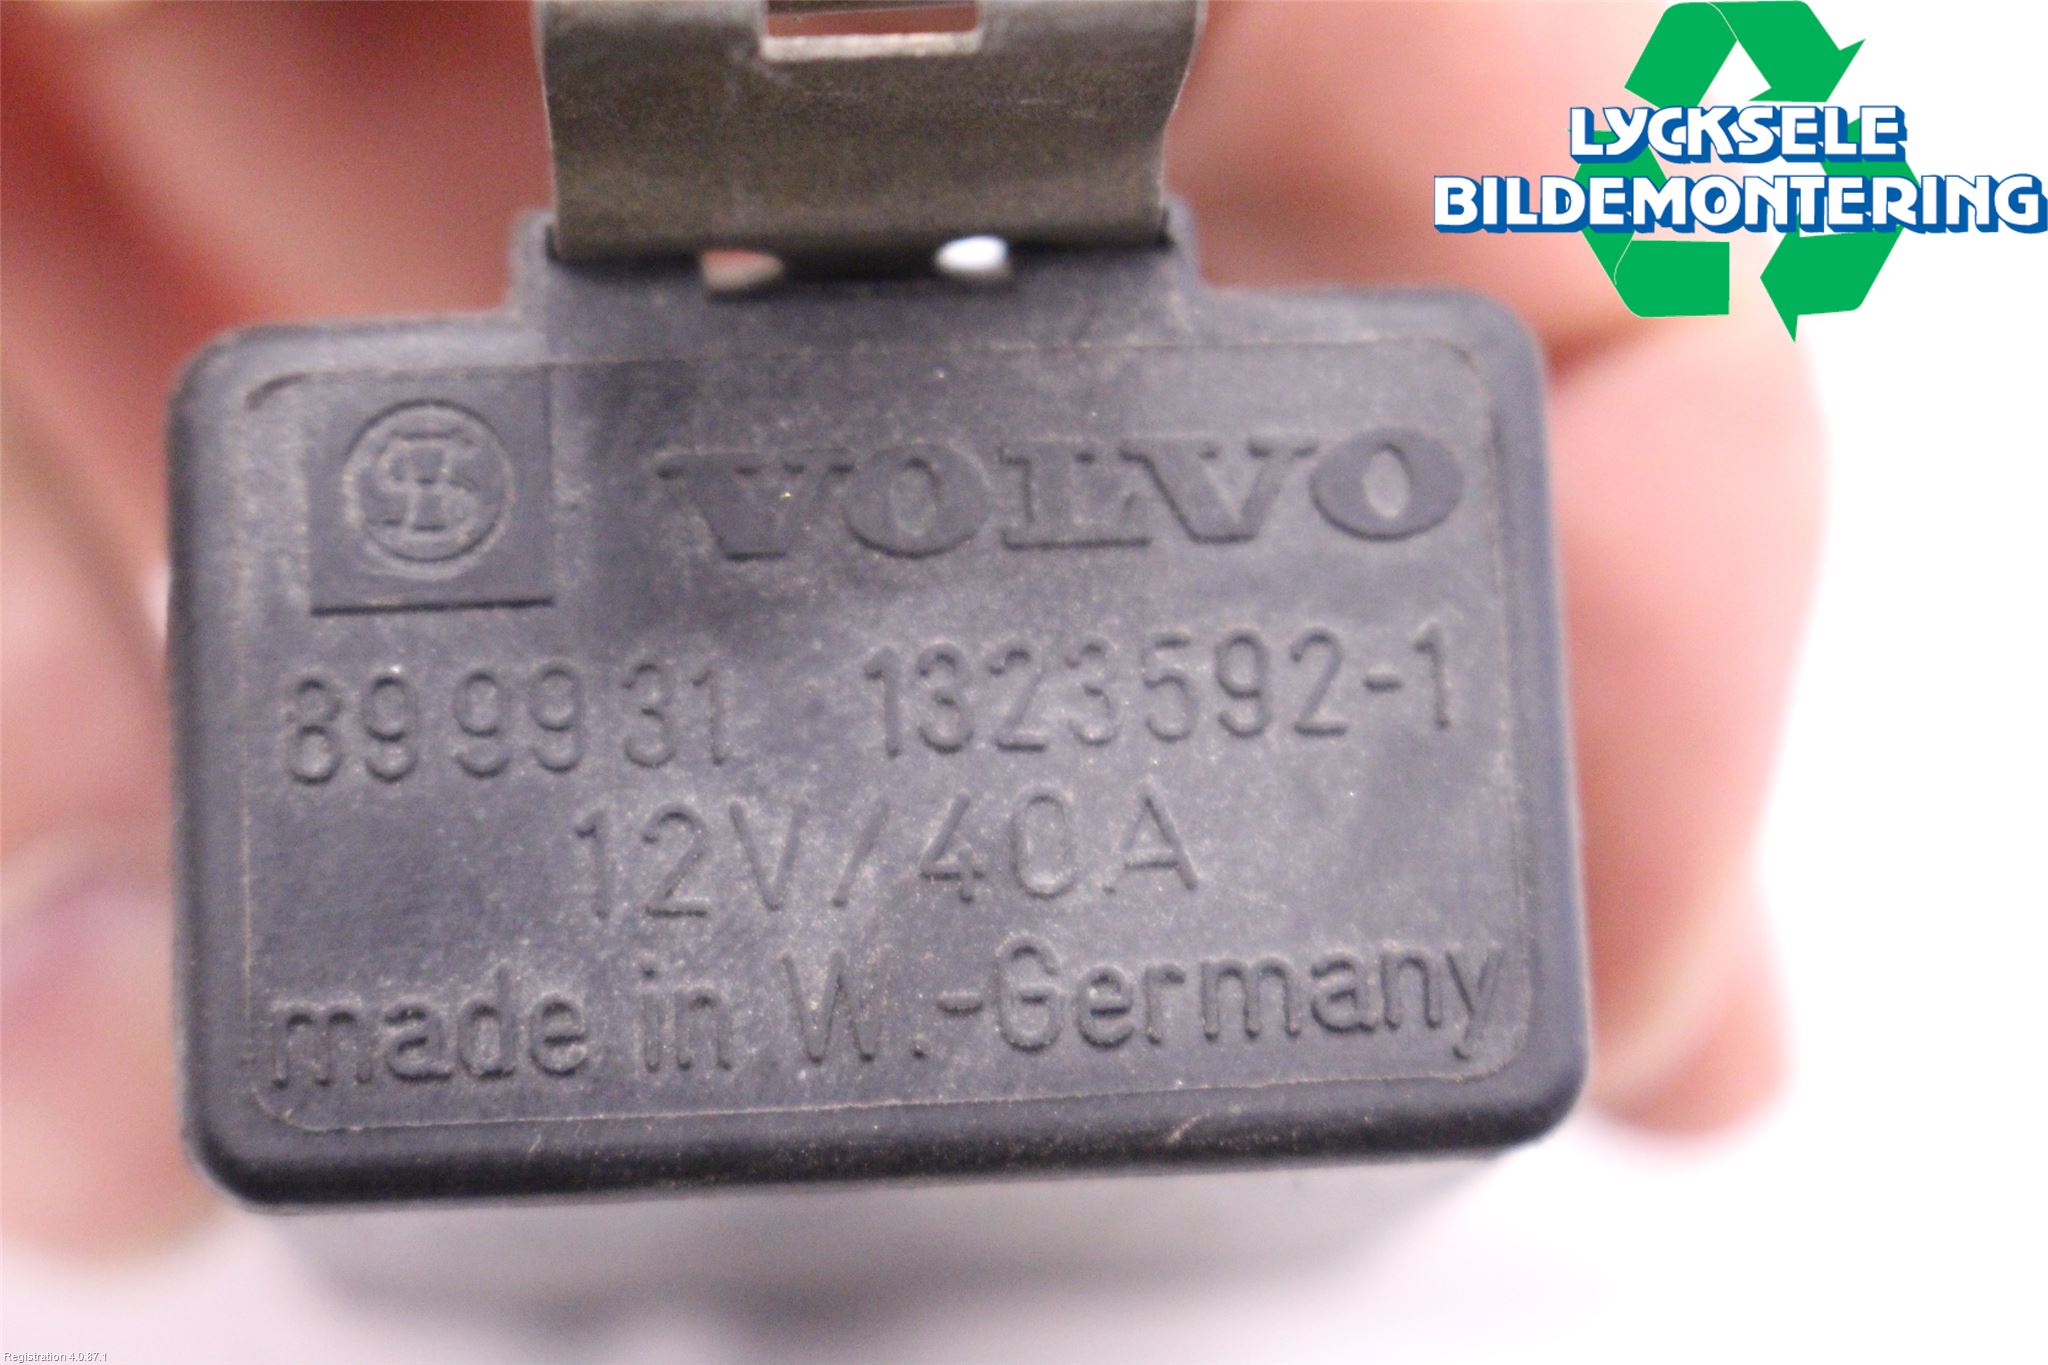 LYCKSELE
BILDEMONTERING
VOLVO
899931 1323592-1
12V/40A
made in W.-Germany
Registration 4.0.87.1